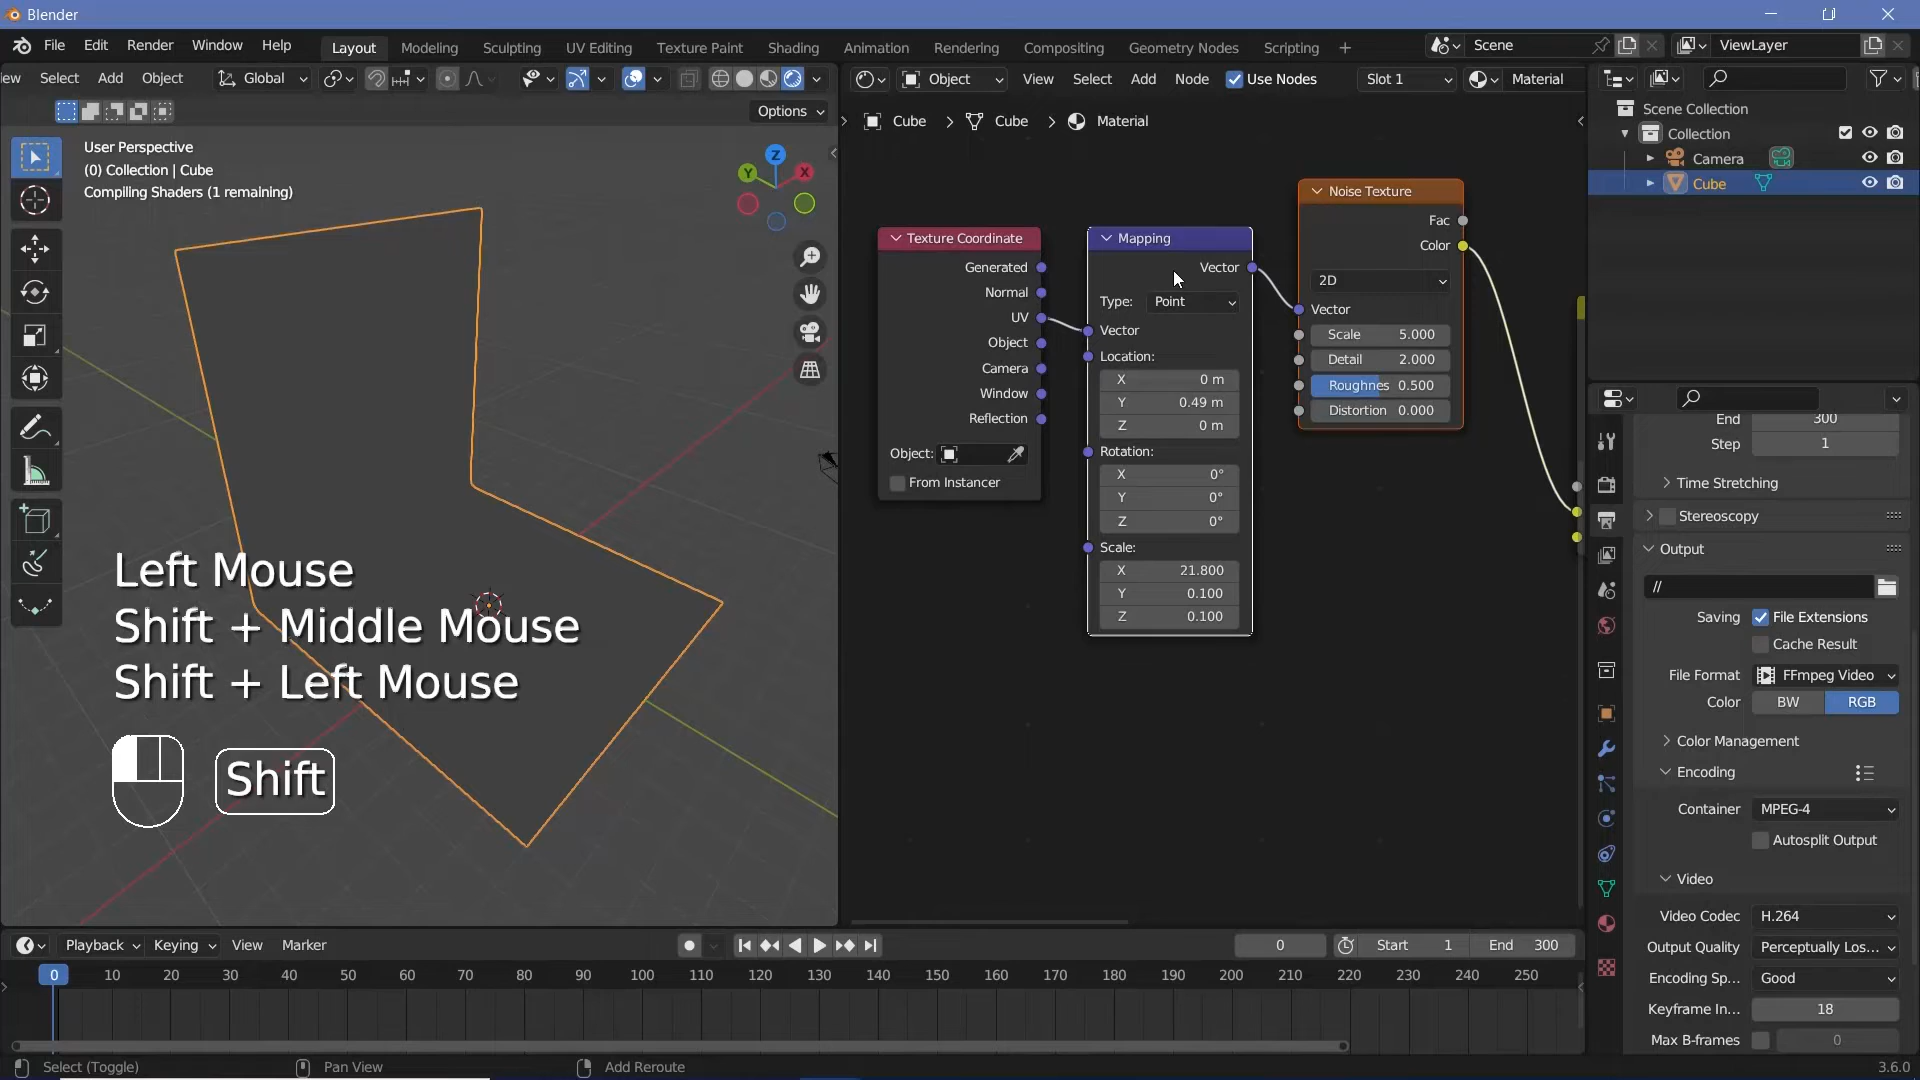 Blender
File Edit Render Window Help
Layout Modeling Sculpting UV Editing Texture Paint Shading Animation Rendering Compositing Geometry Nodes Scripting +
Scene
ViewLayer
ew Select Add Object Global
Object View Select Add Node Use Nodes Slot 1 Material
Options
Cube > Cube > Material
User Perspective
(0) Collection | Cube
Compiling Shaders (1 remaining)
Z
Y
X
Left Mouse
Shift + Middle Mouse
Shift + Left Mouse
Shift
Texture Coordinate
Generated
Normal
UV
Object
Camera
Window
Reflection
Object:
From Instancer
Mapping
Vector
Type: Point
Vector
Location:
X 0 m
Y 0.49 m
Z 0 m
Rotation:
X 0°
Y 0°
Z 0°
Scale:
X 21.800
Y 0.100
Z 0.100
Noise Texture
Fac
Color
2D
Vector
Scale 5.000
Detail 2.000
Roughnes 0.500
Distortion 0.000
Scene Collection
Collection
Camera
Cube
End 300
Step 1
Time Stretching
Stereoscopy
Output
//
Saving File Extensions
Cache Result
File Format FFmpeg Video
Color BW RGB
Color Management
Encoding
Container MPEG-4
Autosplit Output
Video
Video Codec H.264
Output Quality Perceptually Los...
Encoding Sp... Good
Keyframe In... 18
Max B-frames 0
Playback Keying View Marker
0 Start 1 End 300
0 10 20 30 40 50 60 70 80 90 100 110 120 130 140 150 160 170 180 190 200 210 220 230 240 250
Select (Toggle) Pan View Add Reroute 3.6.0